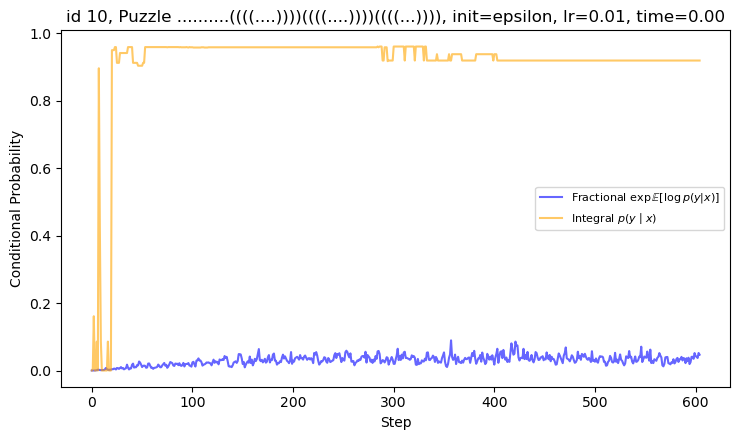 id 10, Puzzle ..........((((....))))((((....))))((((...)))), init=epsilon, lr=0.01, time=0.00
Conditional Probability
1.0
0.8
0.6
0.4
0.2
0.0
Fractional exp𝔼[log p(y|x)]
Integral p(y | x)
0 100 200 300 400 500 600
Step